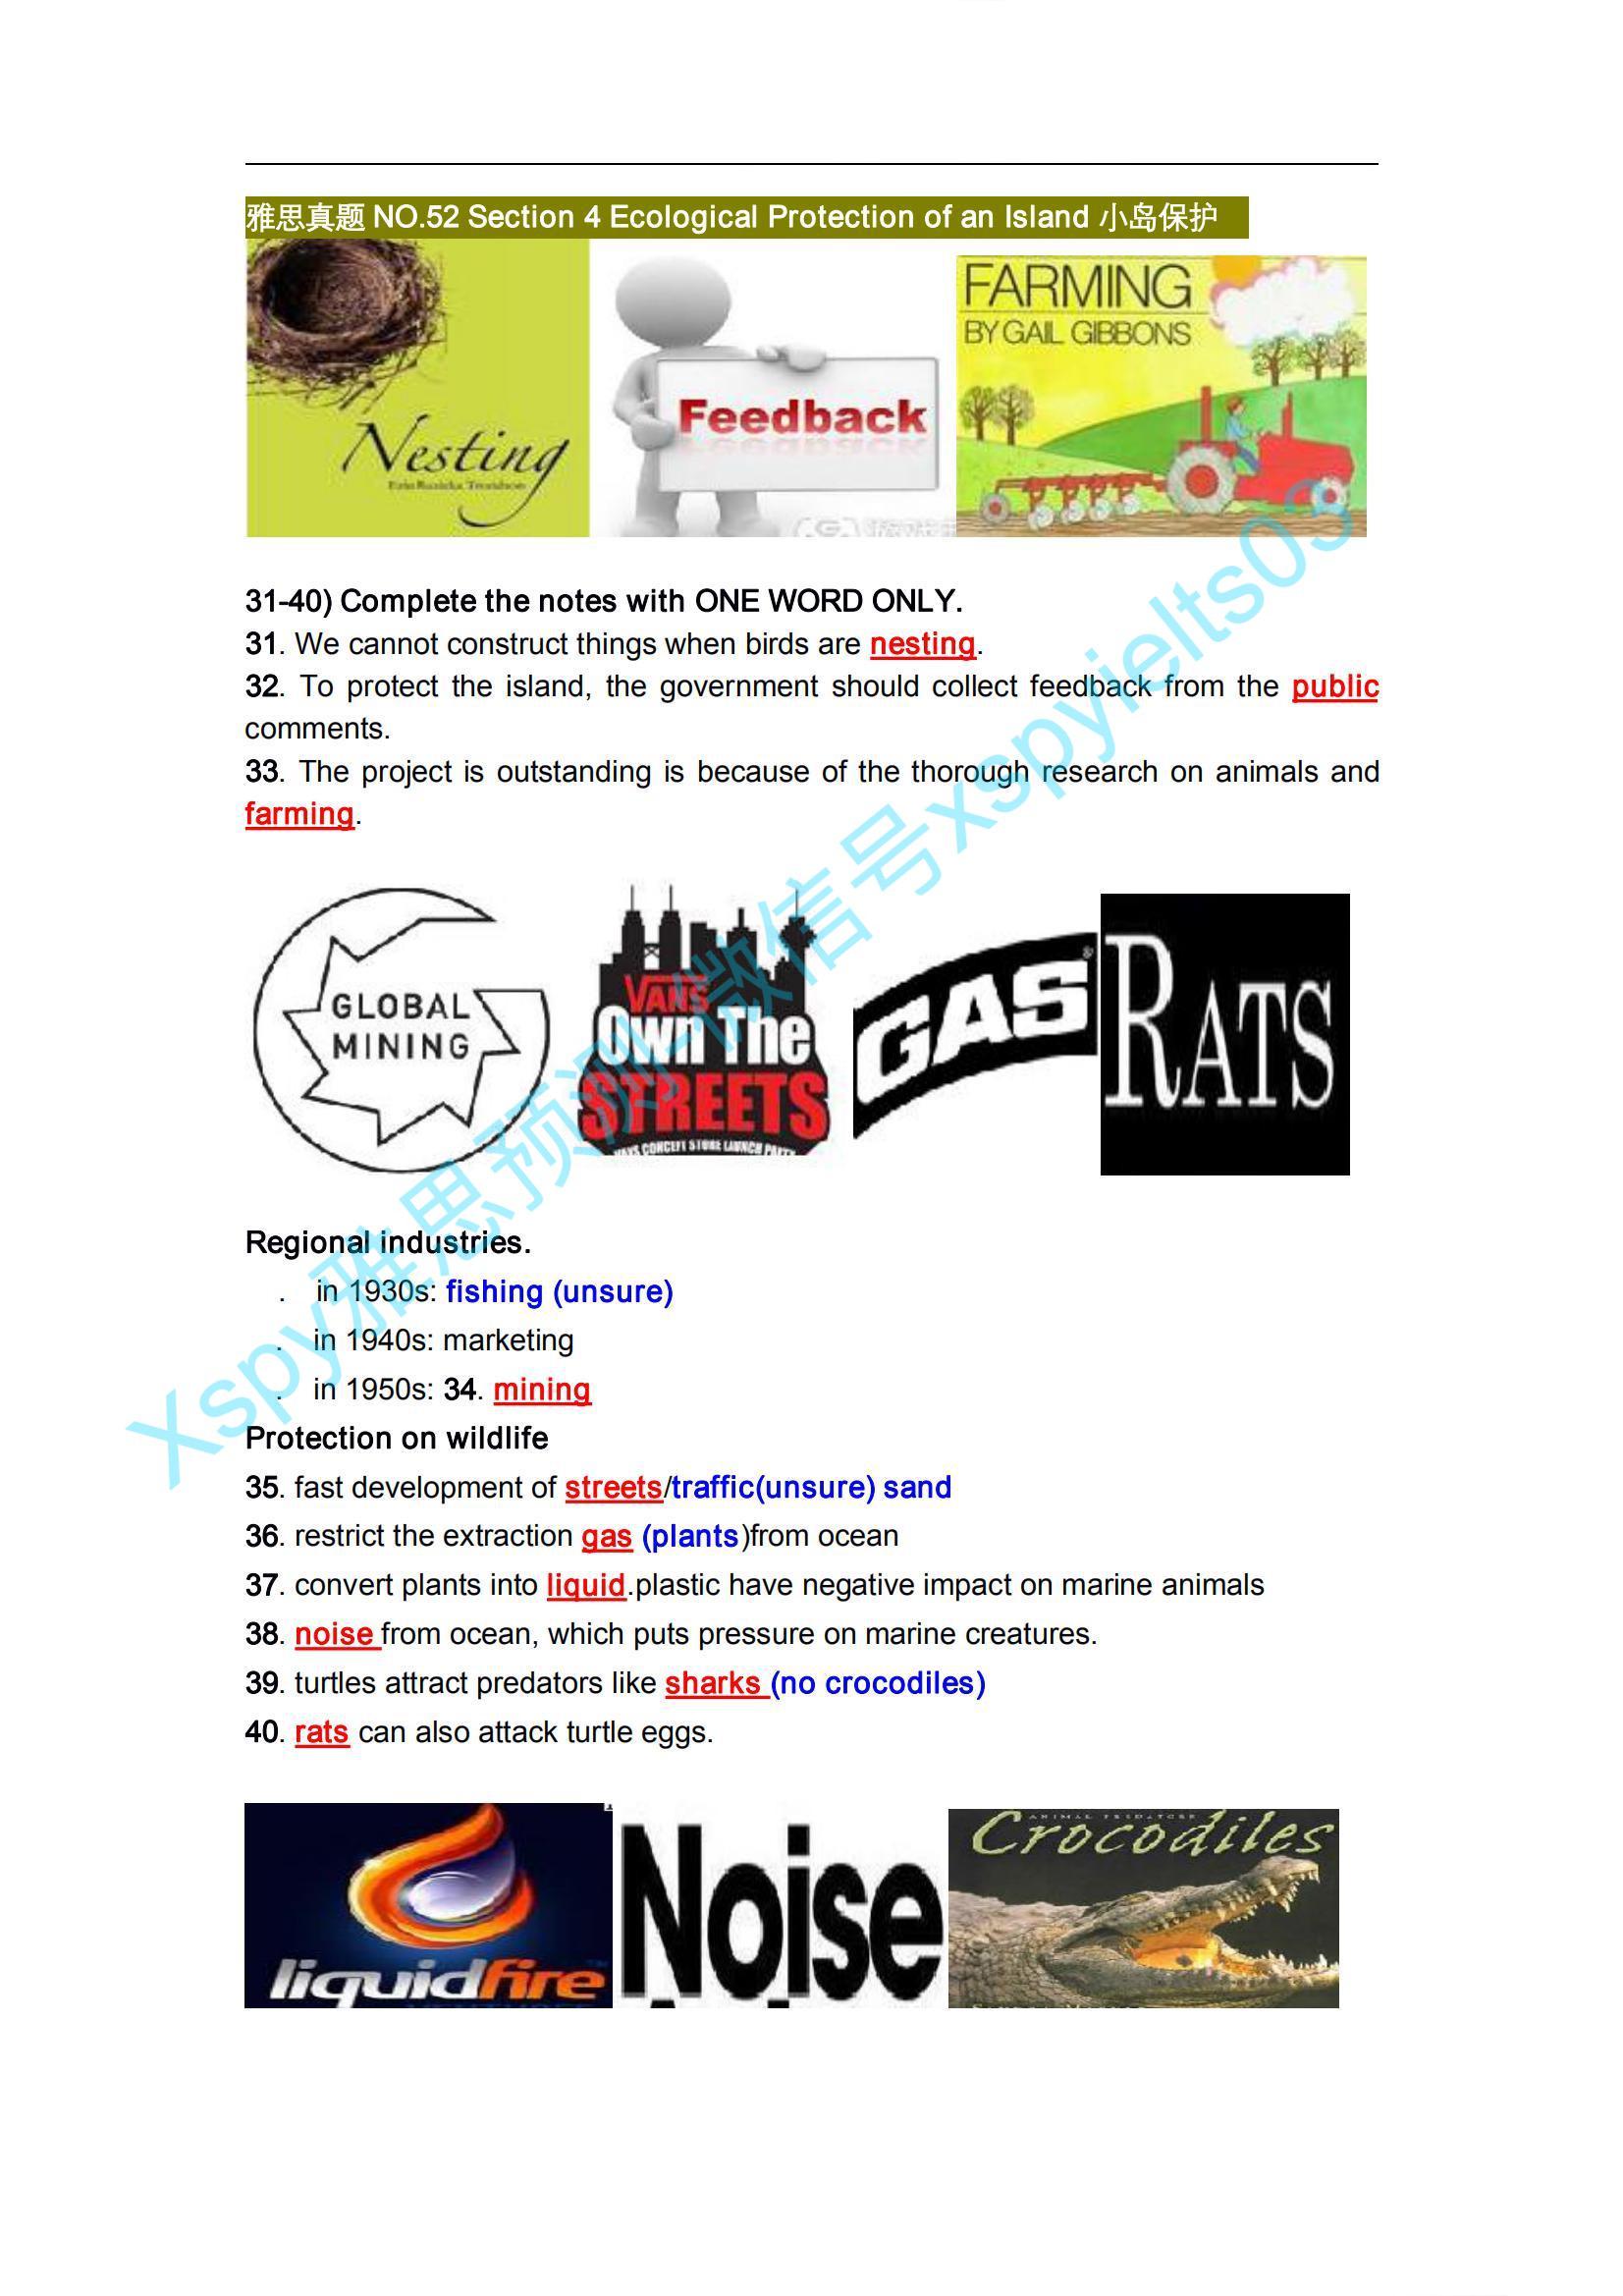 雅思真题 NO.52 Section 4 Ecological Protection of an Island 小岛保护
Nesting
Feedback
FARMING
BY GAIL GIBBONS
31-40) Complete the notes with ONE WORD ONLY.
31. We cannot construct things when birds are nesting.
32. To protect the island, the government should collect feedback from the public
comments.
33. The project is outstanding is because of the thorough research on animals and
farming.
GLOBAL
MINING
VANS
Own The
STREETS
VANS CONCEPT STORE LAUNCH PARTY
GAS
RATS
Regional industries.
. in 1930s: fishing (unsure)
. in 1940s: marketing
. in 1950s: 34. mining
Protection on wildlife
35. fast development of streets/traffic(unsure) sand
36. restrict the extraction gas (plants)from ocean
37. convert plants into liquid.plastic have negative impact on marine animals
38. noise from ocean, which puts pressure on marine creatures.
39. turtles attract predators like sharks (no crocodiles)
40. rats can also attack turtle eggs.
liquidfire
Noise
ANIMAL PREDATORS
Crocodiles
Xspy雅思预测-微信号xspyielts03